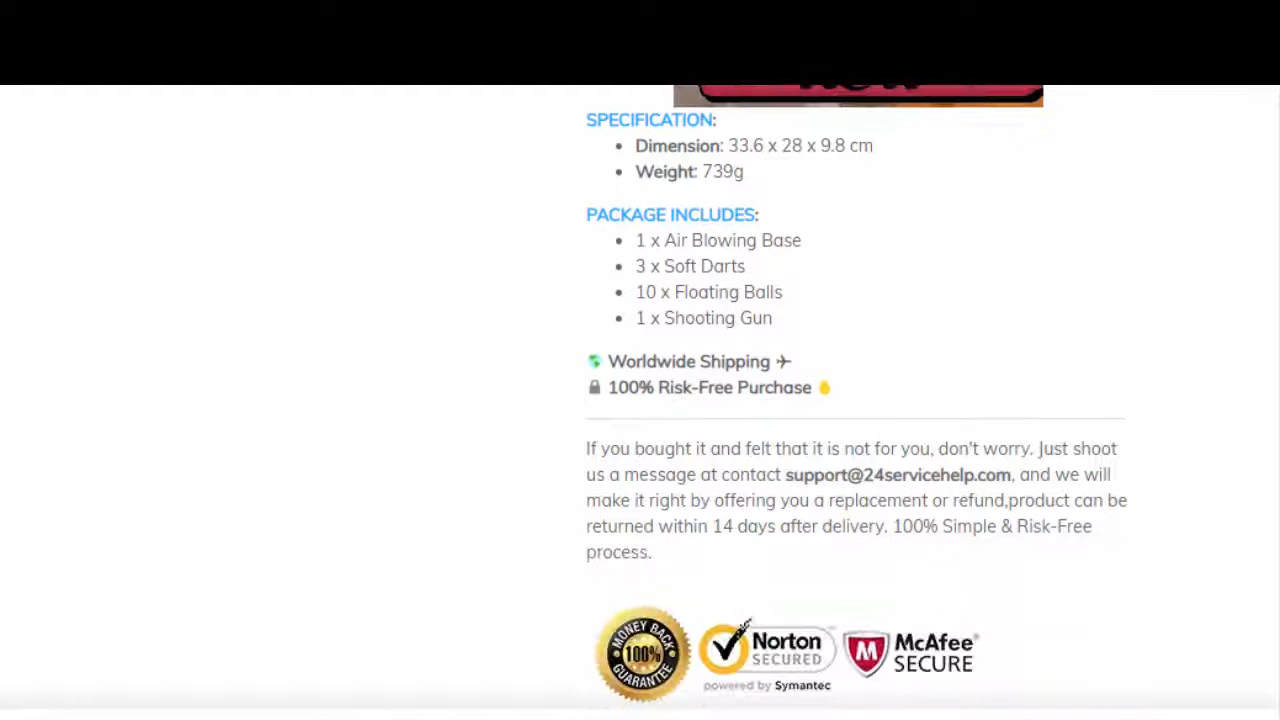 SPECIFICATION:
• Dimension: 33.6 x 28 x 9.8 cm
• Weight: 739g
PACKAGE INCLUDES:
• 1 x Air Blowing Base
• 3 x Soft Darts
• 10 x Floating Balls
• 1 x Shooting Gun
Worldwide Shipping
100% Risk-Free Purchase
If you bought it and felt that it is not for you, don't worry. Just shoot
us a message at contact support@24servicehelp.com, and we will
make it right by offering you a replacement or refund,product can be
returned within 14 days after delivery. 100% Simple & Risk-Free
process.
MONEY BACK
100%
GUARANTEE
Norton
SECURED
powered by Symantec
McAfee
SECURE